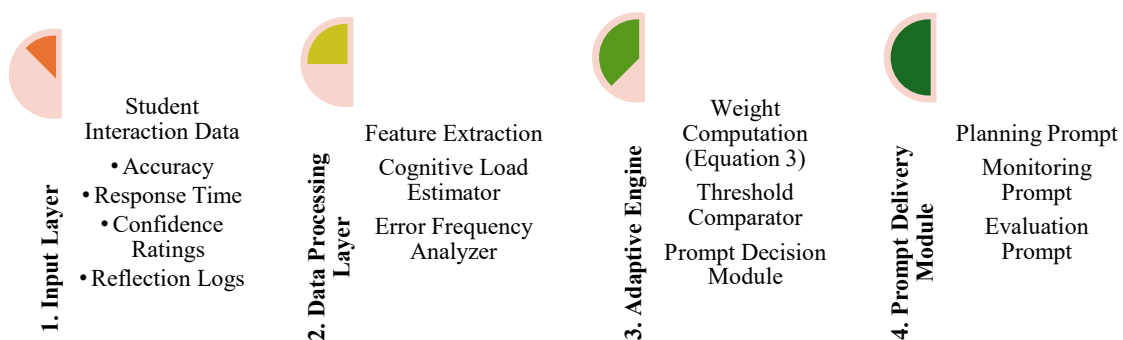 1. Input Layer
Student
Interaction Data
• Accuracy
• Response Time
• Confidence
Ratings
• Reflection Logs
2. Data Processing
Layer
Feature Extraction
Cognitive Load
Estimator
Error Frequency
Analyzer
3. Adaptive Engine
Weight
Computation
(Equation 3)
Threshold
Comparator
Prompt Decision
Module
4. Prompt Delivery
Module
Planning Prompt
Monitoring
Prompt
Evaluation
Prompt